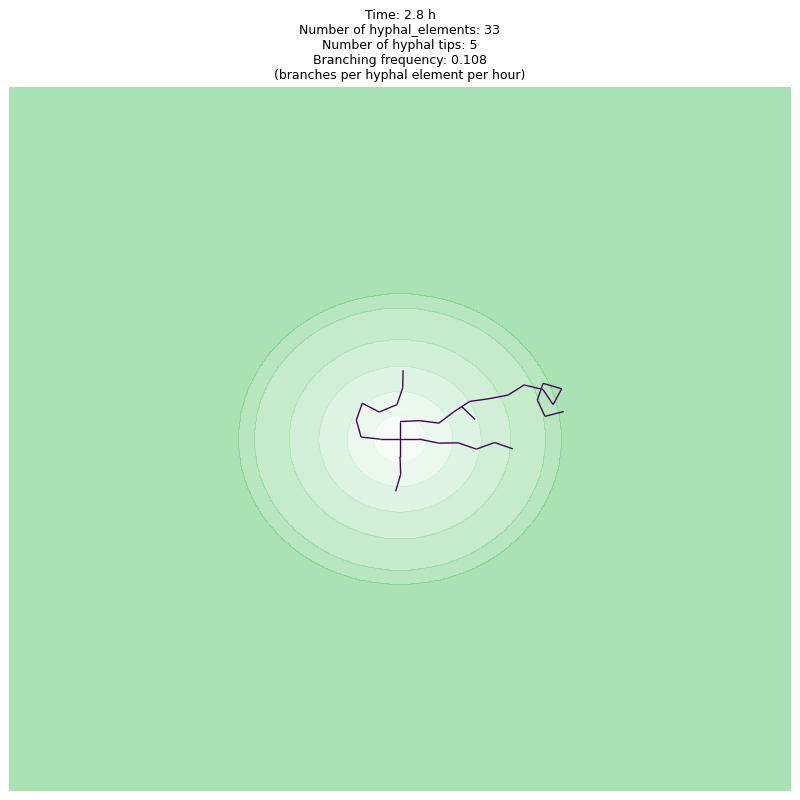 Time: 2.8 h
Number of hyphal_elements: 33
Number of hyphal tips: 5
Branching frequency: 0.108
(branches per hyphal element per hour)